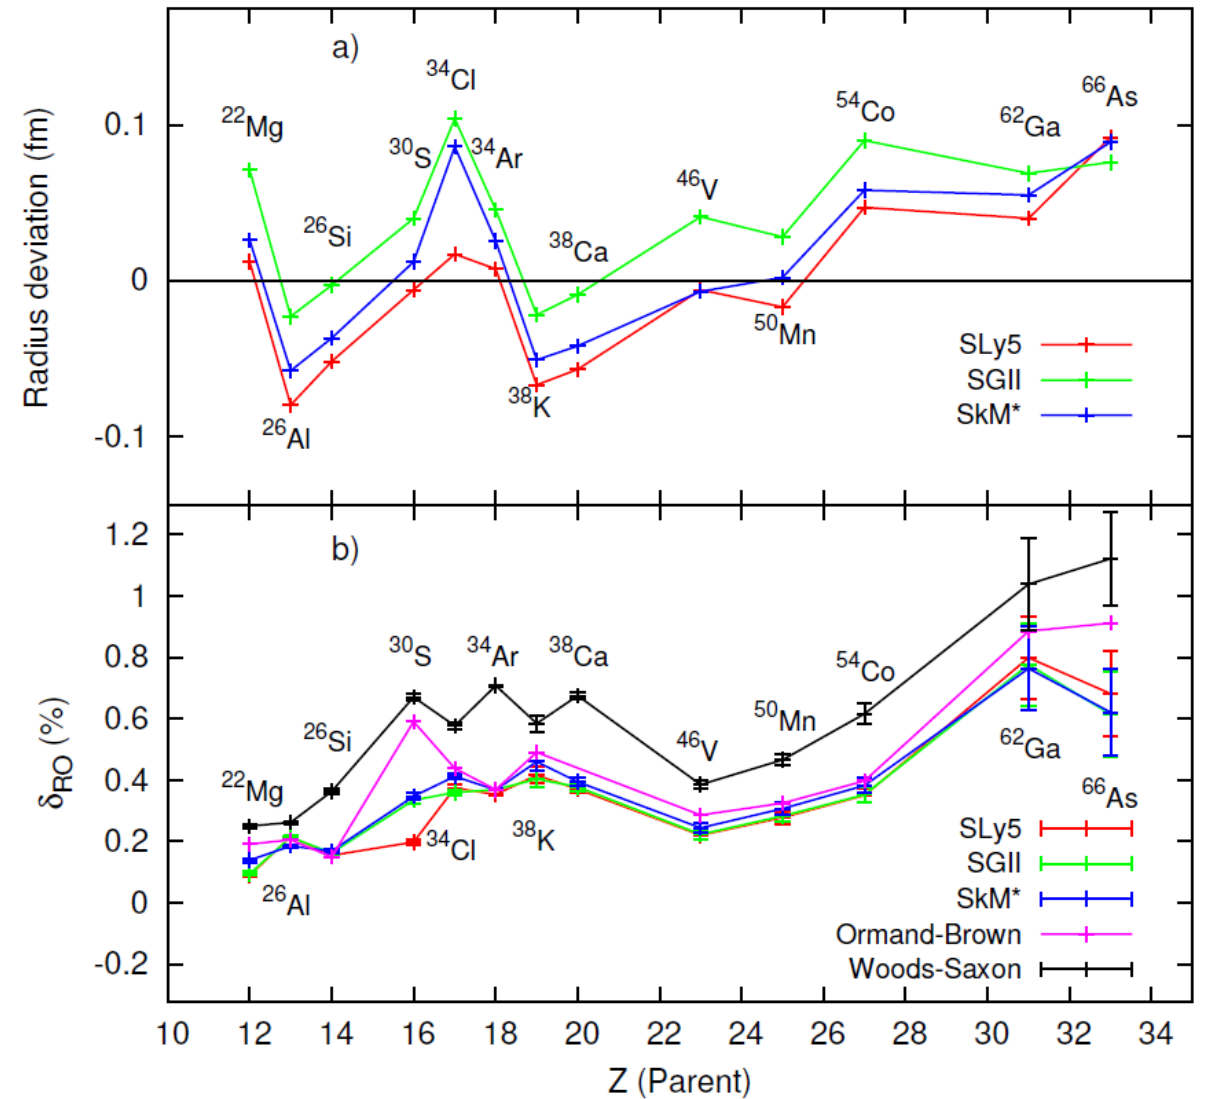 a)
34Cl
66As
22Mg
54Co
0.1
62Ga
30S
34Ar
46V
26Si
38Ca
0
50Mn
SLy5
SGII
38K
SkM*
26Al
-0.1
Radius deviation (fm)
1.2
b)
1
30S
34Ar
38Ca
0.8
54Co
26Si
50Mn
0.6
46V
62Ga
22Mg
0.4
66As
38K
34Cl
SLy5
0.2
SGII
26Al
SkM*
0
Ormand-Brown
-0.2
Woods-Saxon
δRO (%)
10 12 14 16 18 20 22 24 26 28 30 32 34
Z (Parent)